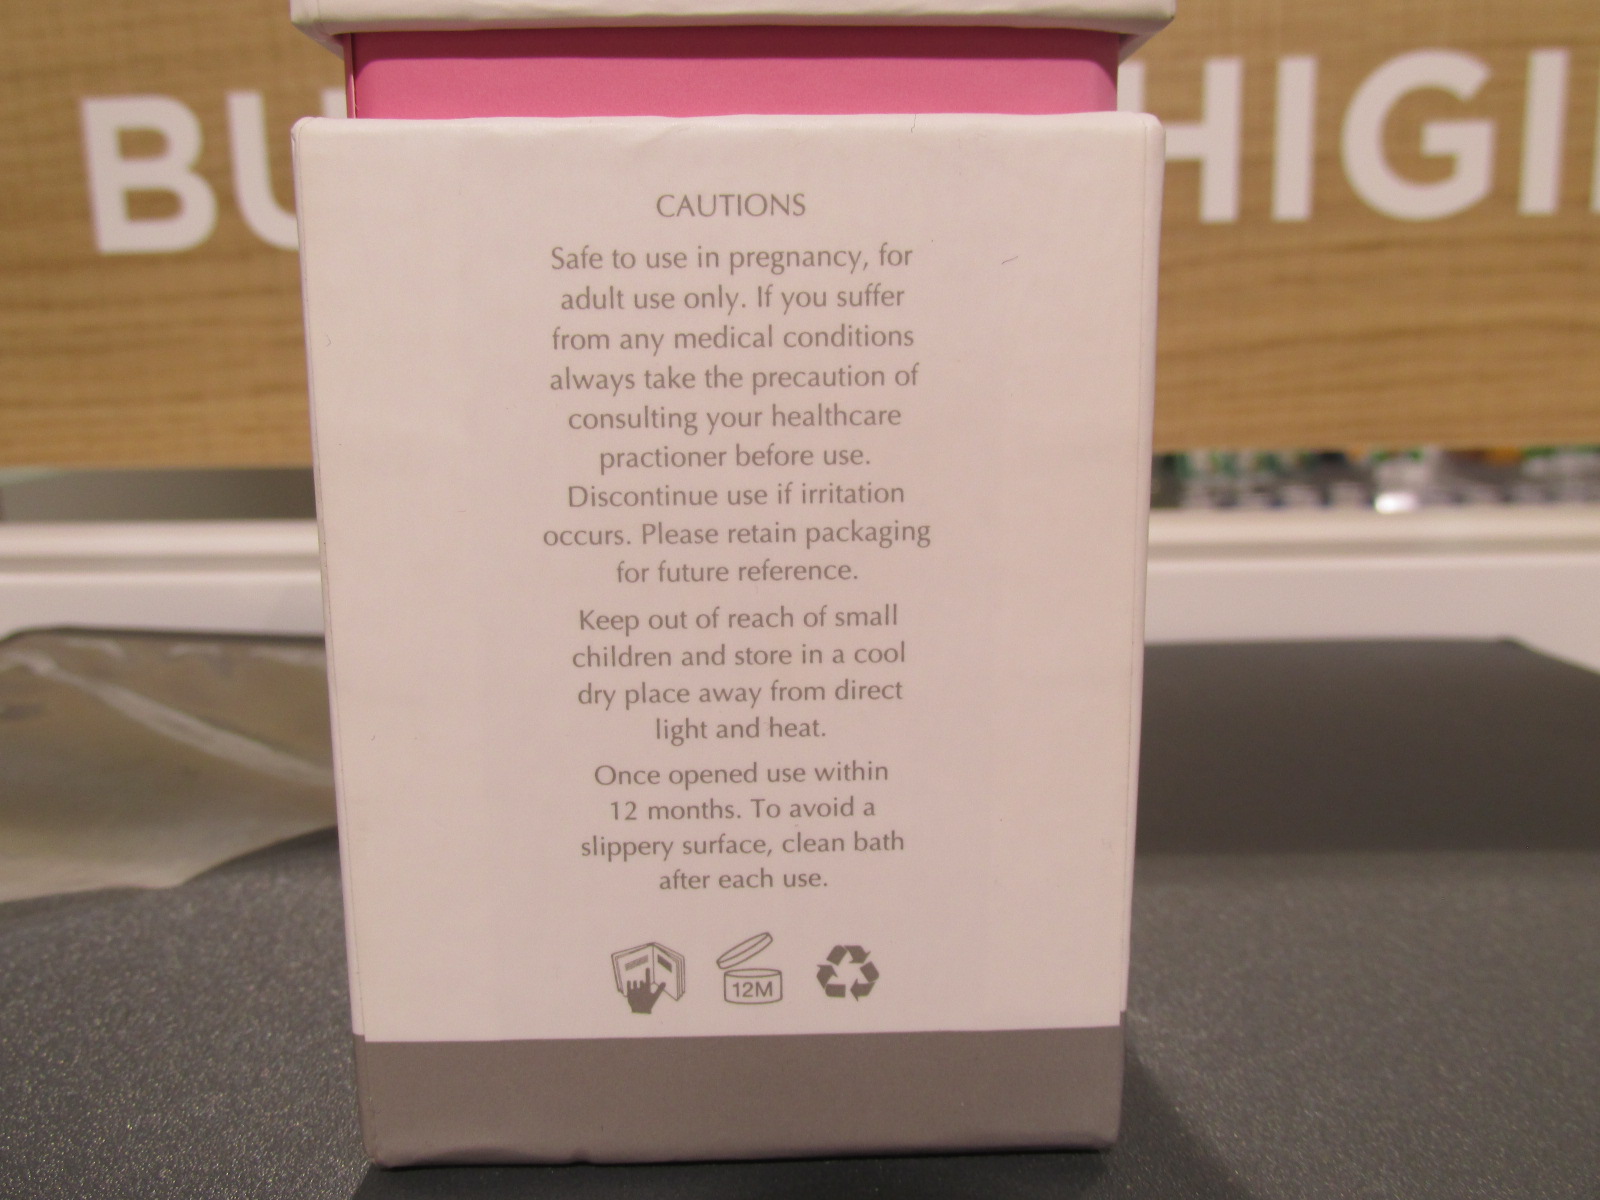 BU
HIGI
CAUTIONS
Safe to use in pregnancy, for
adult use only. If you suffer
from any medical conditions
always take the precaution of
consulting your healthcare
practioner before use.
Discontinue use if irritation
occurs. Please retain packaging
for future reference.
Keep out of reach of small
children and store in a cool
dry place away from direct
light and heat.
Once opened use within
12 months. To avoid a
slippery surface, clean bath
after each use.
12M